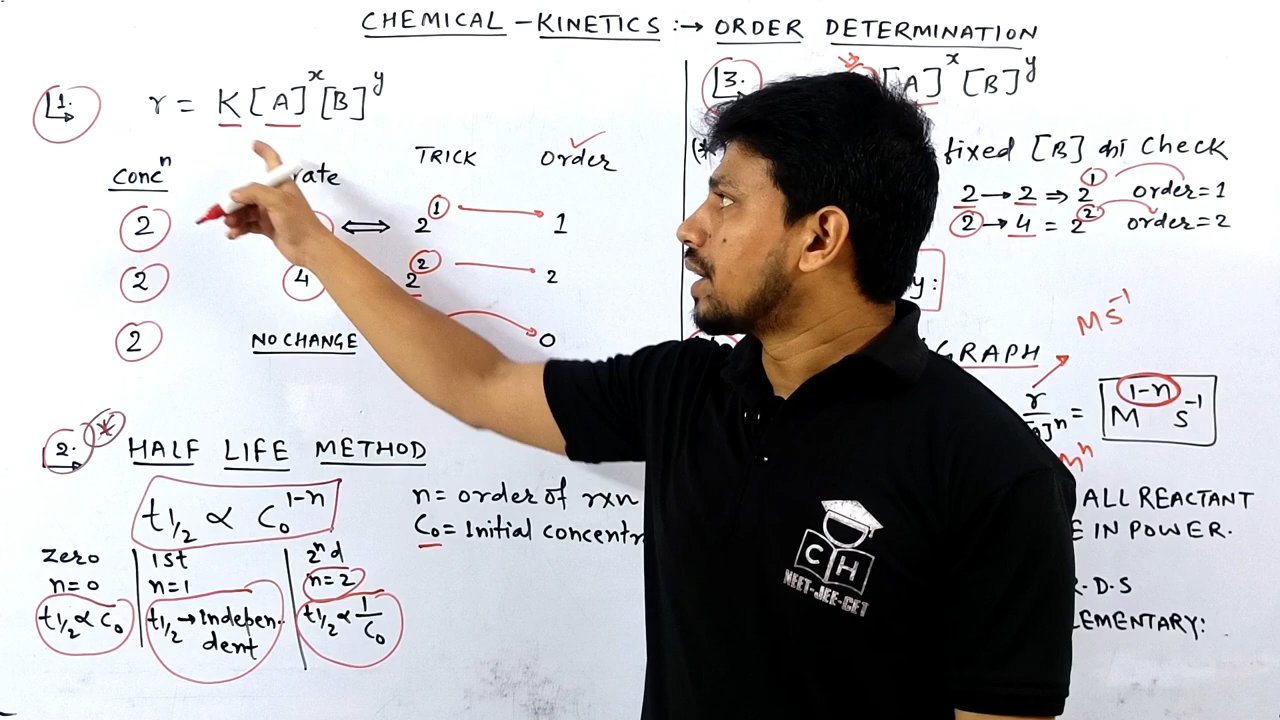 CHEMICAL - KINETICS :→ ORDER DETERMINATION
1. r = K[A]^x[B]^y
conc^n rate TRICK Order
2 ⟺ 2^1 → 1
2 4 2^2 → 2
2 NO CHANGE 0
2. * HALF LIFE METHOD
t1/2 ∝ C0^1-n
n = order of rxn
C0 = Initial concentr
zero 1st 2nd
n=0 n=1 n=2
t1/2 ∝ C0 t1/2 → Indepen-dent t1/2 ∝ 1/C0
3. [A]^x[B]^y
(* fixed [B] की Check
2 → 2 ⇒ 2^1 order = 1
2 → 4 = 2^2 order = 2
y:
GRAPH MS^-1
r/[ ]^n = M^1-n S^-1
M^n
ALL REACTANT
E IN POWER.
R·D·S
LEMENTARY:
CH
NEET-JEE-CET